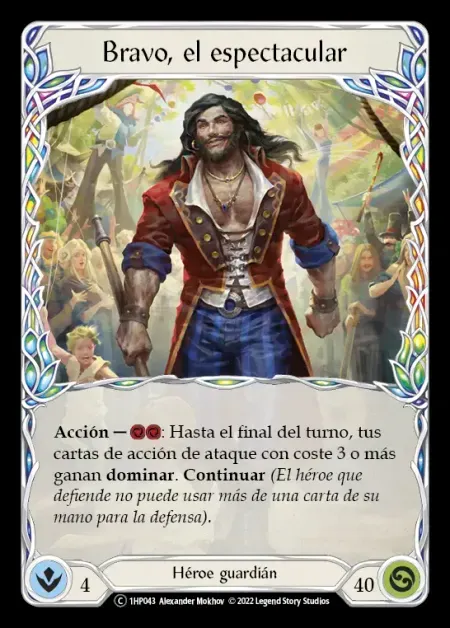 Bravo, el espectacular
Acción — : Hasta el final del turno, tus
cartas de acción de ataque con coste 3 o más
ganan dominar. Continuar (El héroe que
defiende no puede usar más de una carta de su
mano para la defensa).
4
Héroe guardián
40
C 1HP043 Alexander Mokhov © 2022 Legend Story Studios